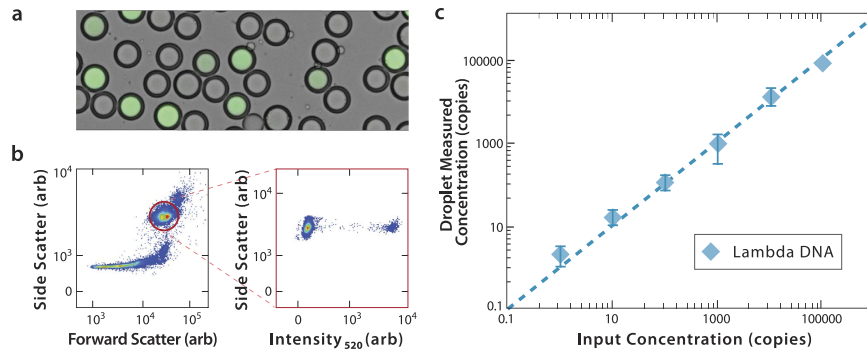 a
b
Side Scatter (arb)
10⁴
10³
0
10³
10⁴
10⁵
Forward Scatter (arb)
Side Scatter (arb)
10⁴
10³
0
0
10³
10⁴
Intensity₅₂₀ (arb)
c
Droplet Measured
Concentration (copies)
100000
1000
10
0.1
0.1
10
1000
100000
Input Concentration (copies)
Lambda DNA